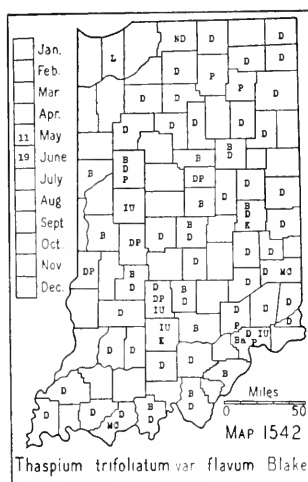 ND D D
Jan.
L
Feb.
D P D D
Mar
D D P D
Apr.
11 May
D D D B D
19 June
B D P B
July
B DP D D
Aug
IU B B D K
Sept
B DP B D D
Oct.
D
Nov
DP B D D MC
Dec.
D D DP IU B D D D
D IU K B P D IU Ba P D
D D D B
D D B
D D D B D B D
MC
Miles
0 50
MAP 1542
Thaspium trifoliatum var flavum Blake